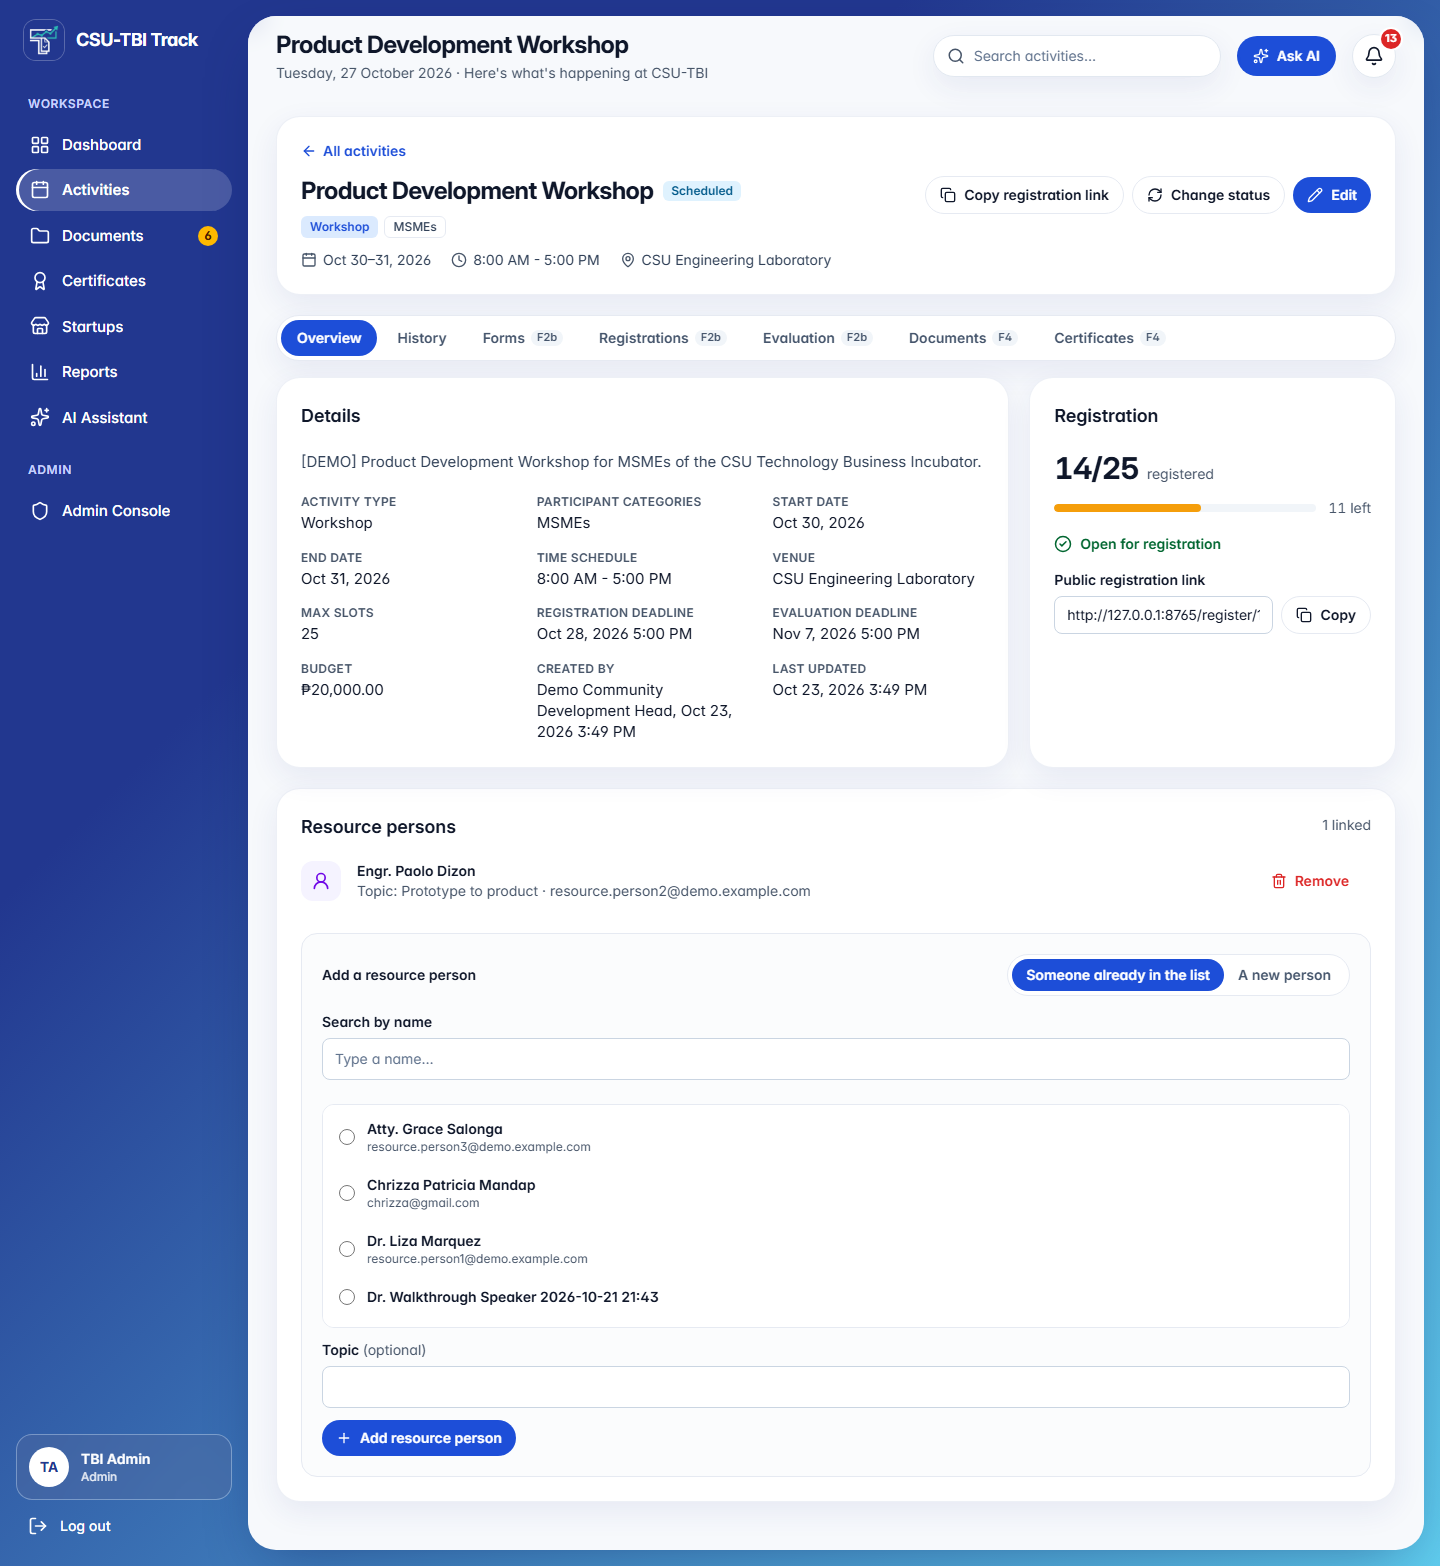 CSU-TBI Track
WORKSPACE
Dashboard
Activities
Documents 6
Certificates
Startups
Reports
AI Assistant
ADMIN
Admin Console
TA
TBI Admin
Admin
Log out
Product Development Workshop
Tuesday, 27 October 2026 · Here's what's happening at CSU-TBI
Search activities...
Ask AI
13
All activities
Product Development Workshop Scheduled
Workshop MSMEs
Oct 30–31, 2026 8:00 AM - 5:00 PM CSU Engineering Laboratory
Copy registration link Change status Edit
Overview History Forms F2b Registrations F2b Evaluation F2b Documents F4 Certificates F4
Details
[DEMO] Product Development Workshop for MSMEs of the CSU Technology Business Incubator.
ACTIVITY TYPE
Workshop
PARTICIPANT CATEGORIES
MSMEs
START DATE
Oct 30, 2026
END DATE
Oct 31, 2026
TIME SCHEDULE
8:00 AM - 5:00 PM
VENUE
CSU Engineering Laboratory
MAX SLOTS
25
REGISTRATION DEADLINE
Oct 28, 2026 5:00 PM
EVALUATION DEADLINE
Nov 7, 2026 5:00 PM
BUDGET
₱20,000.00
CREATED BY
Demo Community
Development Head, Oct 23,
2026 3:49 PM
LAST UPDATED
Oct 23, 2026 3:49 PM
Registration
14/25 registered
11 left
Open for registration
Public registration link
http://127.0.0.1:8765/register/
Copy
Resource persons
1 linked
Engr. Paolo Dizon
Topic: Prototype to product · resource.person2@demo.example.com
Remove
Add a resource person
Someone already in the list A new person
Search by name
Type a name...
Atty. Grace Salonga
resource.person3@demo.example.com
Chrizza Patricia Mandap
chrizza@gmail.com
Dr. Liza Marquez
resource.person1@demo.example.com
Dr. Walkthrough Speaker 2026-10-21 21:43
Topic (optional)
Add resource person